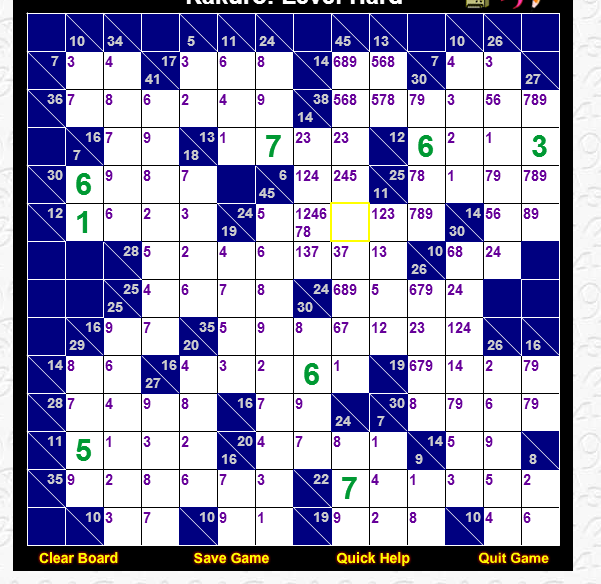 Kakuro: Level Hard
10 34 5 11 24 45 13 10 26
7 3 4 17 41 3 6 8 14 689 568 7 30 4 3 27
36 7 8 6 2 4 9 38 14 568 578 79 3 56 789
16 7 7 9 13 18 1 7 23 23 12 6 2 1 3
30 6 9 8 7 6 45 124 245 25 11 78 1 79 789
12 1 6 2 3 24 19 5 1246 78 123 789 14 30 56 89
28 5 2 4 6 137 37 13 10 26 68 24
25 25 4 6 7 8 24 30 689 5 679 24
16 29 9 7 35 20 5 9 8 67 12 23 124 26 16
14 8 6 16 27 4 3 2 6 1 19 679 14 2 79
28 7 4 9 8 16 7 9 24 30 7 8 79 6 79
11 5 1 3 2 20 16 4 7 8 1 14 9 5 9 8
35 9 2 8 6 7 3 22 7 4 1 3 5 2
10 3 7 10 9 1 19 9 2 8 10 4 6
Clear Board Save Game Quick Help Quit Game